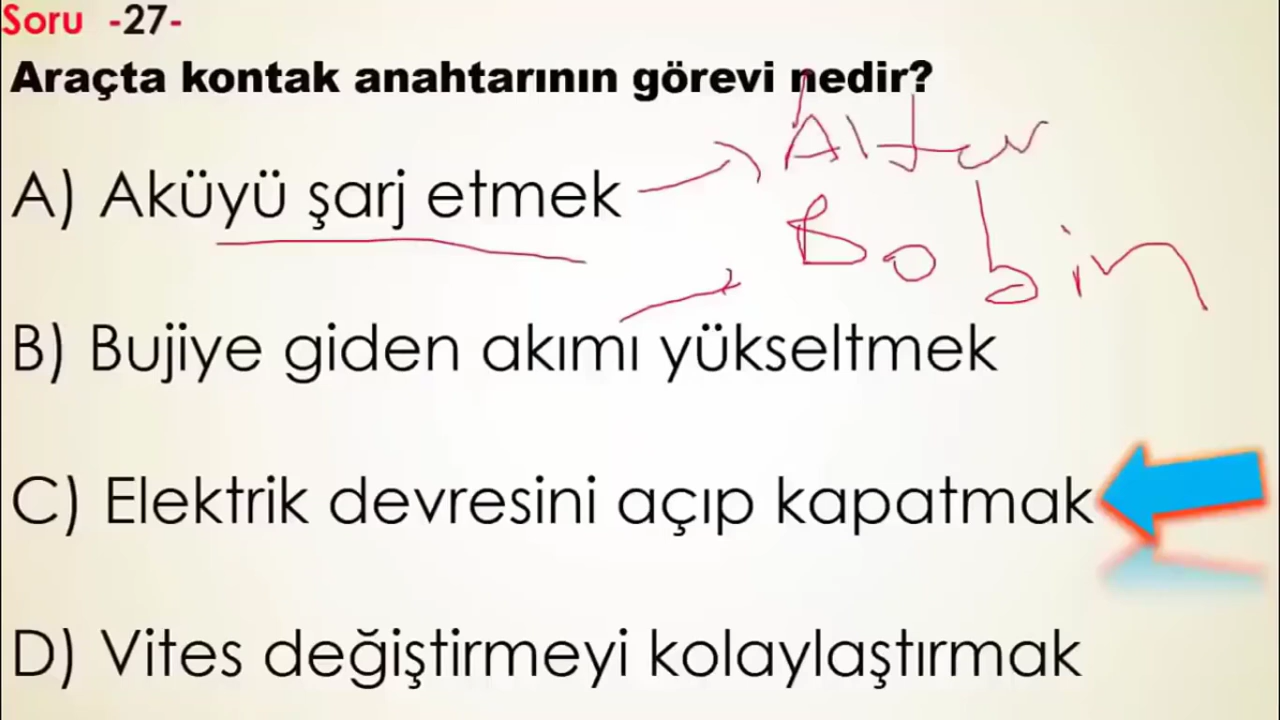 Soru -27-
Araçta kontak anahtarının görevi nedir?
Alter
A) Aküyü şarj etmek
Bobin
B) Bujiye giden akımı yükseltmek
C) Elektrik devresini açıp kapatmak
D) Vites değiştirmeyi kolaylaştırmak